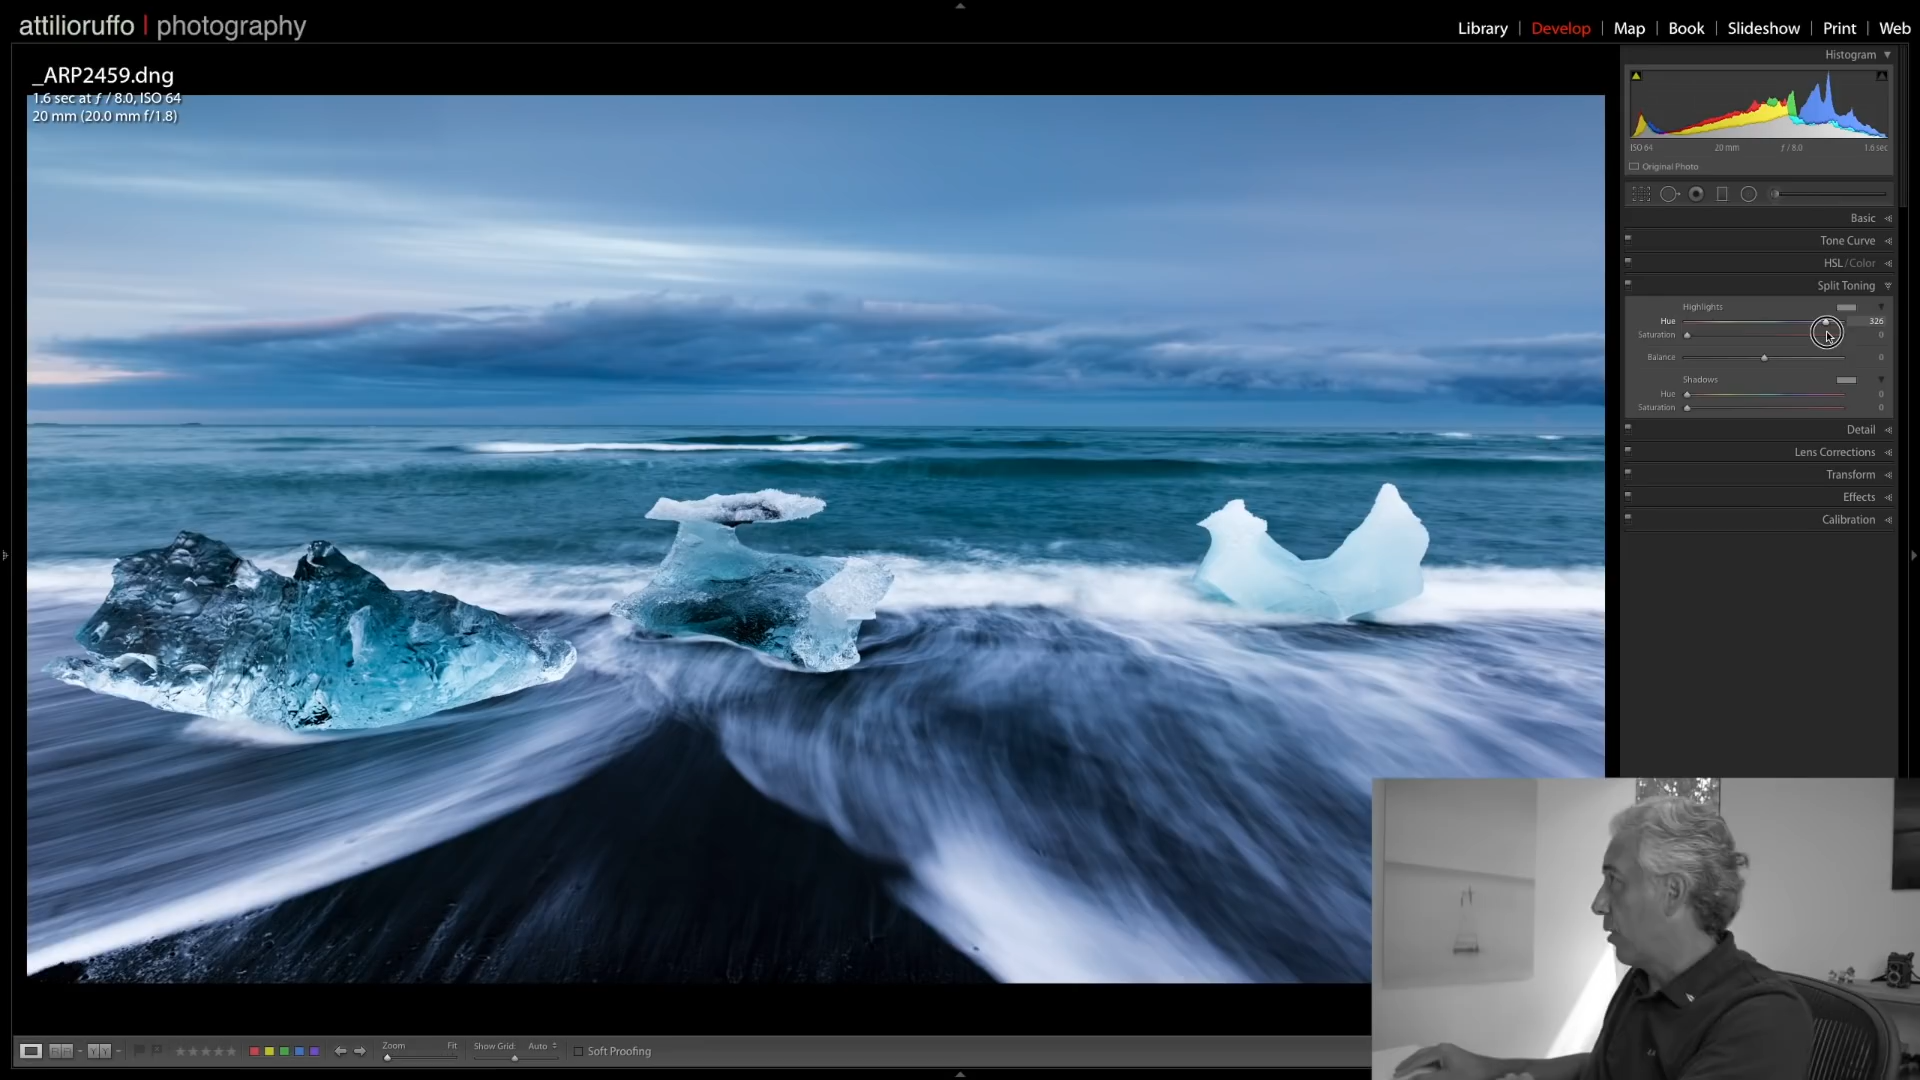 attilioruffo | photography
Library | Develop | Map | Book | Slideshow | Print | Web
Histogram
_ARP2459.dng
1.6 sec at ƒ / 8.0, ISO 64
20 mm (20.0 mm f/1.8)
ISO 64 20 mm ƒ / 8.0 1.6 sec
Original Photo
Basic
Tone Curve
HSL / Color
Split Toning
Highlights
Hue 326
Saturation 0
Balance 0
Shadows
Hue 0
Saturation 0
Detail
Lens Corrections
Transform
Effects
Calibration
Zoom Fit Show Grid: Auto Soft Proofing